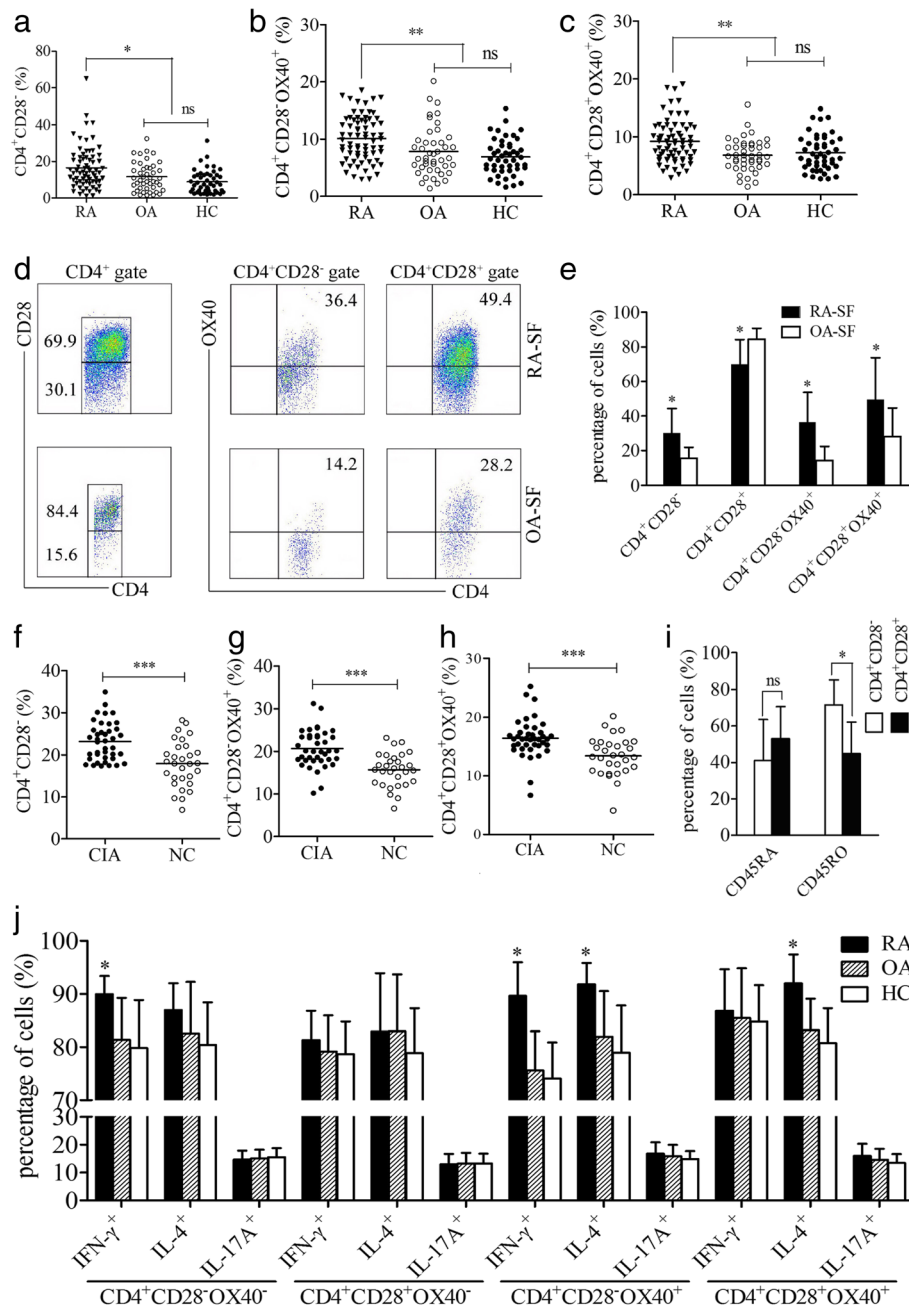 a
CD4⁺CD28⁻ (%)
80
60
40
20
0
*
ns
RA OA HC
b
CD4⁺CD28⁻OX40⁺ (%)
30
20
10
0
**
ns
RA OA HC
c
CD4⁺CD28⁺OX40⁺ (%)
30
20
10
0
**
ns
RA OA HC
d
CD4⁺ gate
CD4⁺CD28⁻ gate
CD4⁺CD28⁺ gate
CD28
OX40
69.9
30.1
36.4
49.4
RA-SF
84.4
15.6
14.2
28.2
OA-SF
CD4
CD4
e
percentage of cells (%)
100
80
60
40
20
0
RA-SF
OA-SF
* * * *
CD4⁺CD28⁻
CD4⁺CD28⁺
CD4⁺CD28⁻OX40⁺
CD4⁺CD28⁺OX40⁺
f
CD4⁺CD28⁻ (%)
40
30
20
10
0
***
CIA NC
g
CD4⁺CD28⁻OX40⁺ (%)
40
30
20
10
0
***
CIA NC
h
CD4⁺CD28⁺OX40⁺ (%)
30
20
10
0
***
CIA NC
i
percentage of cells (%)
100
80
60
40
20
0
ns
*
CD45RA
CD45RO
CD4⁺CD28⁻
CD4⁺CD28⁺
j
percentage of cells (%)
100
90
80
70
30
20
10
0
* * * *
RA
OA
HC
IFN-γ⁺ IL-4⁺ IL-17A⁺ IFN-γ⁺ IL-4⁺ IL-17A⁺ IFN-γ⁺ IL-4⁺ IL-17A⁺ IFN-γ⁺ IL-4⁺ IL-17A⁺
CD4⁺CD28⁻OX40⁻ CD4⁺CD28⁺OX40⁻ CD4⁺CD28⁻OX40⁺ CD4⁺CD28⁺OX40⁺